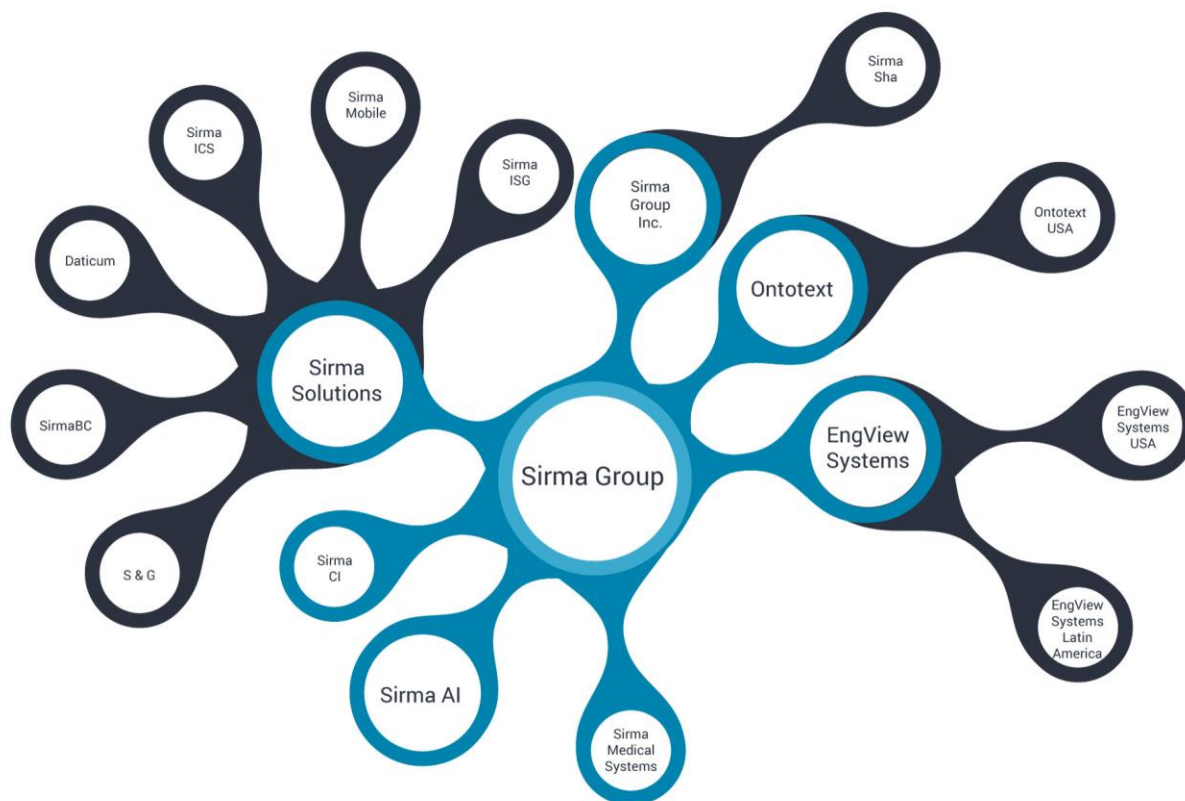 Sirma
Sha
Sirma
Mobile
Sirma
ICS
Sirma
ISG
Sirma
Group
Inc.
Ontotext
USA
Daticum
Ontotext
Sirma
Solutions
SirmaBC
EngView
Systems
EngView
Systems
USA
Sirma Group
S & G
Sirma
CI
EngView
Systems
Latin
America
Sirma AI
Sirma
Medical
Systems